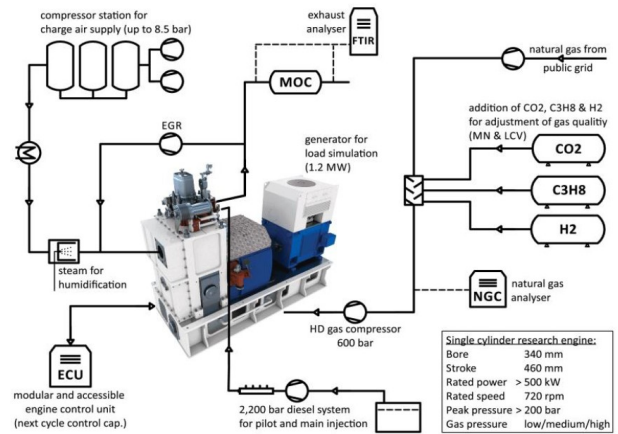 compressor station for
charge air supply (up to 8.5 bar)
exhaust
analyser
FTIR
MOC
natural gas from
public grid
addition of CO2, C3H8 & H2
for adjustment of gas qualitiy
(MN & LCV)
CO2
C3H8
H2
EGR
generator for
load simulation
(1.2 MW)
M
steam for
humidification
natural gas
analyser
NGC
HD gas compressor
600 bar
ECU
modular and accessible
engine control unit
(next cycle control cap.)
2,200 bar diesel system
for pilot and main injection
Single cylinder research engine:
Bore 340 mm
Stroke 460 mm
Rated power > 500 kW
Rated speed 720 rpm
Peak pressure > 200 bar
Gas pressure low/medium/high